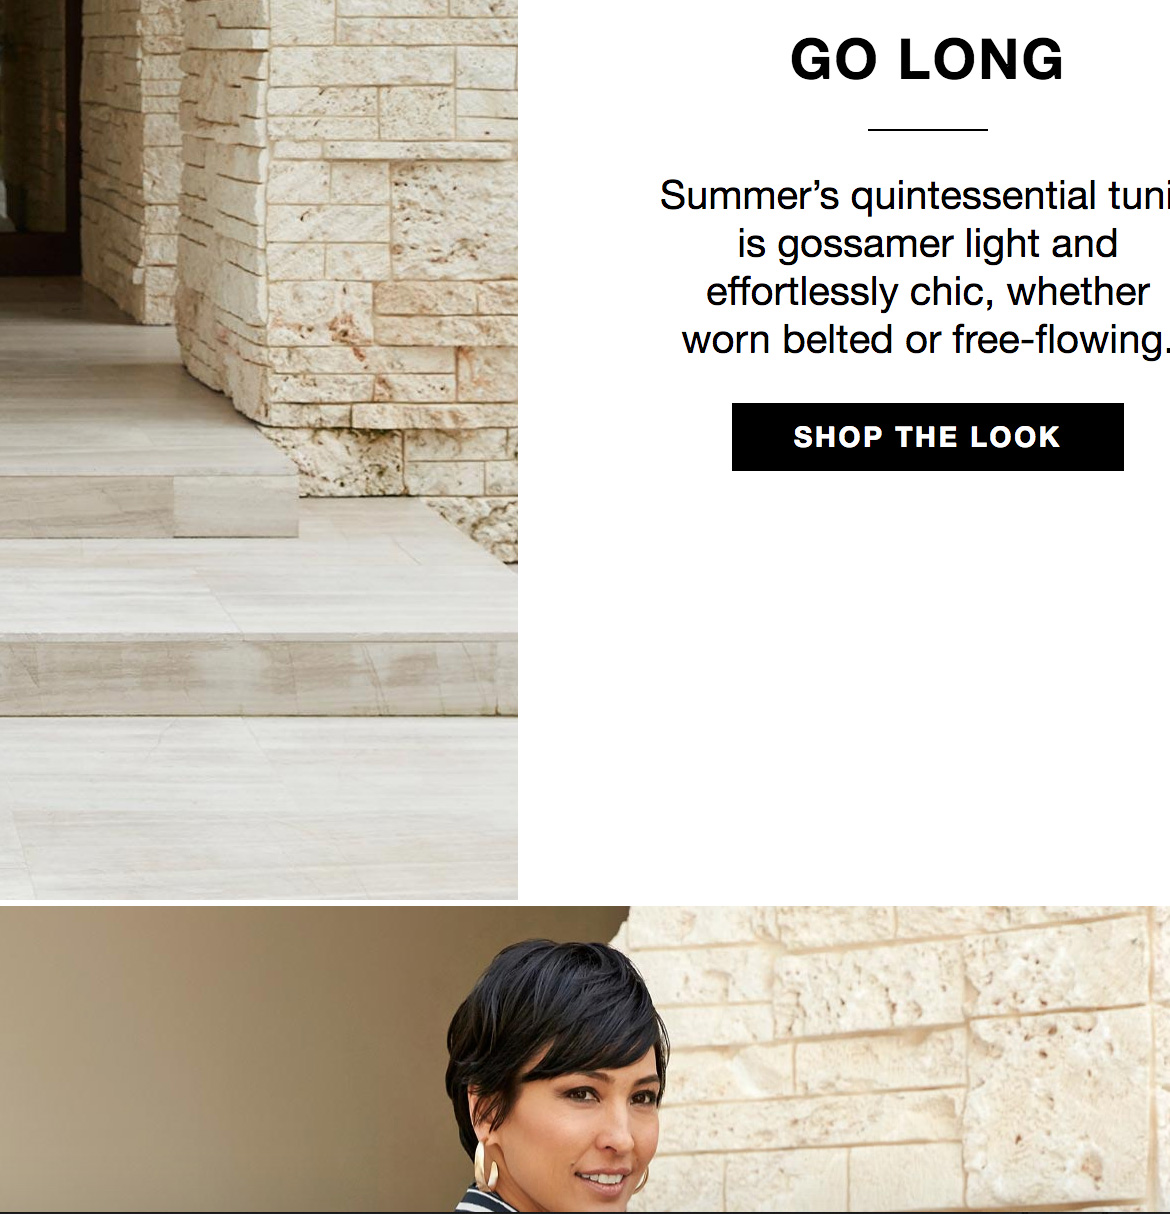 GO LONG
Summer’s quintessential tuni
is gossamer light and
effortlessly chic, whether
worn belted or free-flowing.
SHOP THE LOOK